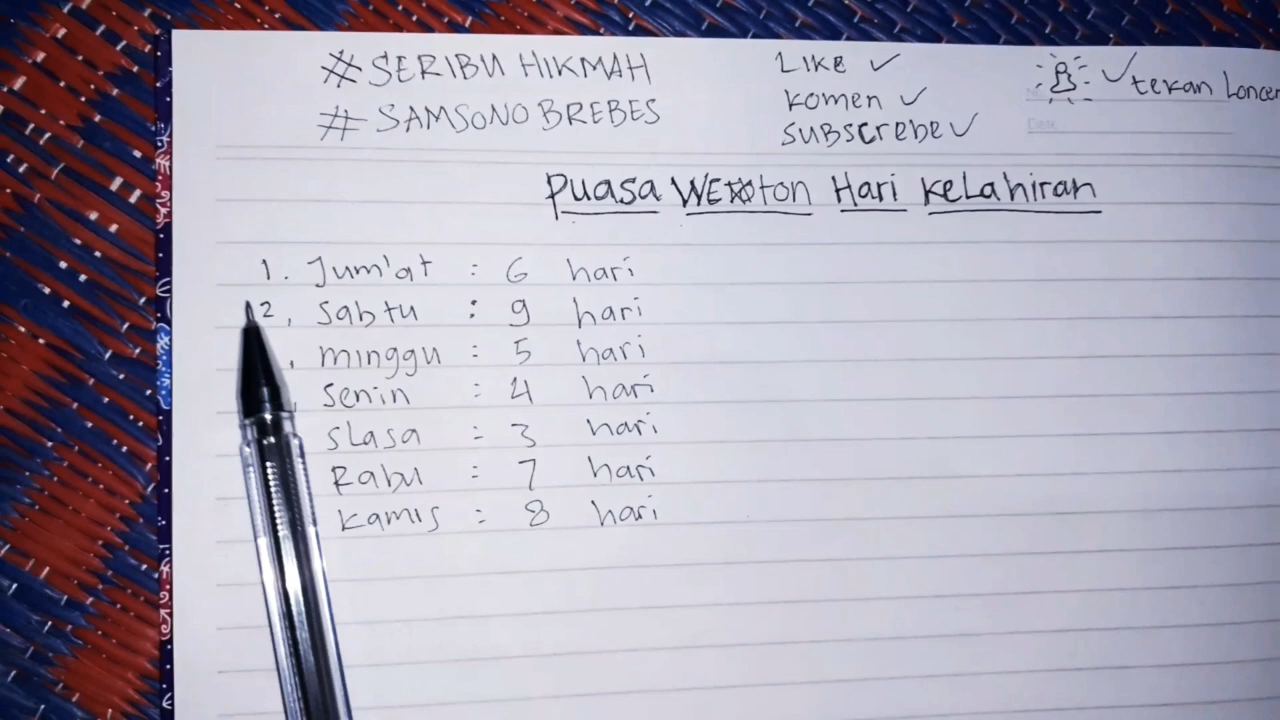 #SERIBU HIKMAH
#SAMSONO BREBES
LIKE ✓
Komen ✓
SUBSCREBE ✓
✓ tekan Loncen
Puasa WEton Hari KeLahiran
1. Jum'at : 6 hari
2. Sabtu : 9 hari
. minggu : 5 hari
Senin : 4 hari
sLasa : 3 hari
Rabu : 7 hari
Kamis : 8 hari